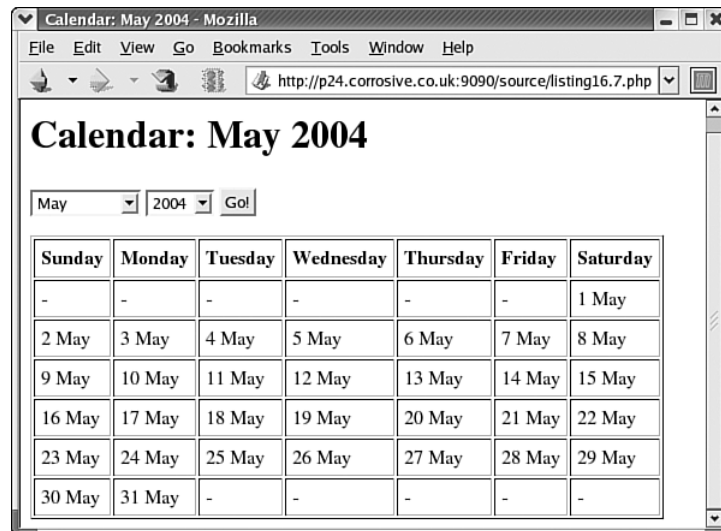 Calendar: May 2004 - Mozilla
File Edit View Go Bookmarks Tools Window Help
http://p24.corrosive.co.uk:9090/source/listing16.7.php
Calendar: May 2004
May 2004 Go!
Sunday Monday Tuesday Wednesday Thursday Friday Saturday
- - - - - - 1 May
2 May 3 May 4 May 5 May 6 May 7 May 8 May
9 May 10 May 11 May 12 May 13 May 14 May 15 May
16 May 17 May 18 May 19 May 20 May 21 May 22 May
23 May 24 May 25 May 26 May 27 May 28 May 29 May
30 May 31 May - - - - -